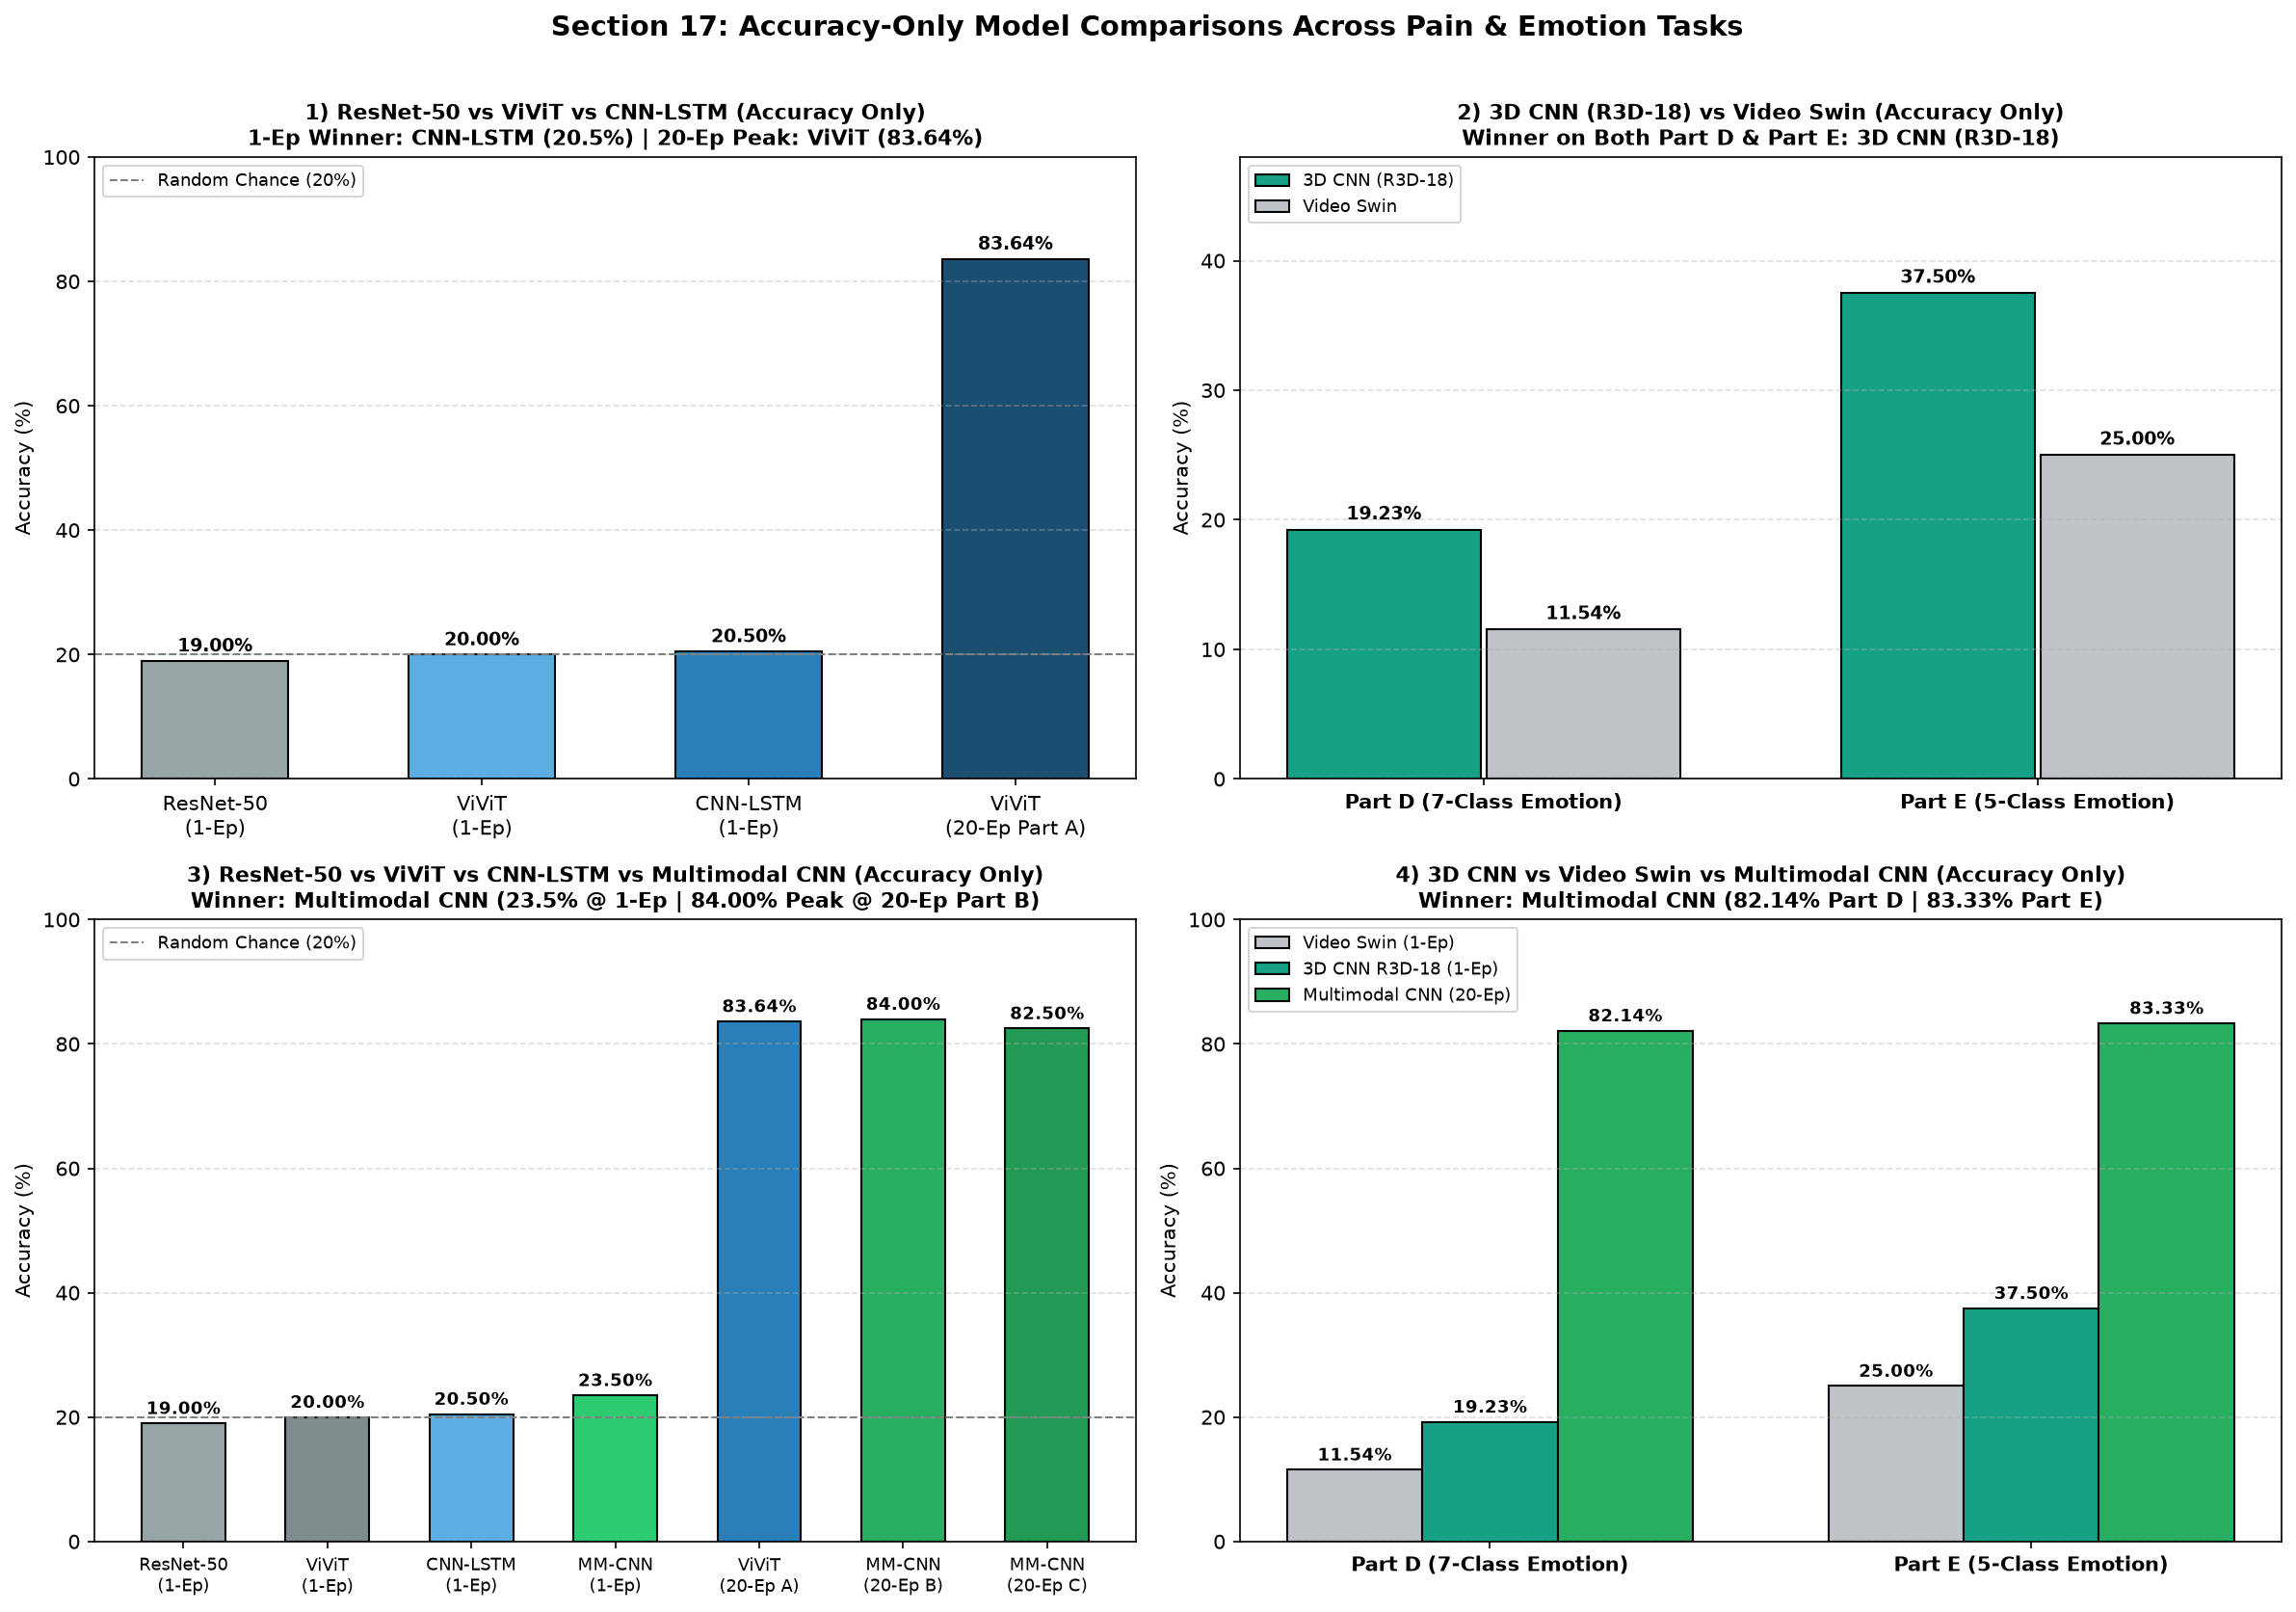 Section 17: Accuracy-Only Model Comparisons Across Pain & Emotion Tasks
1) ResNet-50 vs ViViT vs CNN-LSTM (Accuracy Only)
1-Ep Winner: CNN-LSTM (20.5%) | 20-Ep Peak: ViViT (83.64%)
Random Chance (20%)
Accuracy (%)
100
80
60
40
20
0
19.00%
20.00%
20.50%
83.64%
ResNet-50
(1-Ep)
ViViT
(1-Ep)
CNN-LSTM
(1-Ep)
ViViT
(20-Ep Part A)
2) 3D CNN (R3D-18) vs Video Swin (Accuracy Only)
Winner on Both Part D & Part E: 3D CNN (R3D-18)
3D CNN (R3D-18)
Video Swin
Accuracy (%)
40
30
20
10
0
19.23%
11.54%
37.50%
25.00%
Part D (7-Class Emotion)
Part E (5-Class Emotion)
3) ResNet-50 vs ViViT vs CNN-LSTM vs Multimodal CNN (Accuracy Only)
Winner: Multimodal CNN (23.5% @ 1-Ep | 84.00% Peak @ 20-Ep Part B)
Random Chance (20%)
Accuracy (%)
100
80
60
40
20
0
19.00%
20.00%
20.50%
23.50%
83.64%
84.00%
82.50%
ResNet-50
(1-Ep)
ViViT
(1-Ep)
CNN-LSTM
(1-Ep)
MM-CNN
(1-Ep)
ViViT
(20-Ep A)
MM-CNN
(20-Ep B)
MM-CNN
(20-Ep C)
4) 3D CNN vs Video Swin vs Multimodal CNN (Accuracy Only)
Winner: Multimodal CNN (82.14% Part D | 83.33% Part E)
Video Swin (1-Ep)
3D CNN R3D-18 (1-Ep)
Multimodal CNN (20-Ep)
Accuracy (%)
100
80
60
40
20
0
11.54%
19.23%
82.14%
25.00%
37.50%
83.33%
Part D (7-Class Emotion)
Part E (5-Class Emotion)